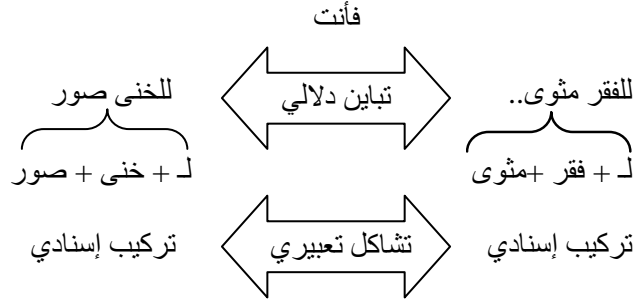 فأنت
للفقر مثوى.. تباين دلالي للخنى صور
لـ + فقر +مثوى لـ + خنى + صور
تركيب إسنادي تشاكل تعبيري تركيب إسنادي